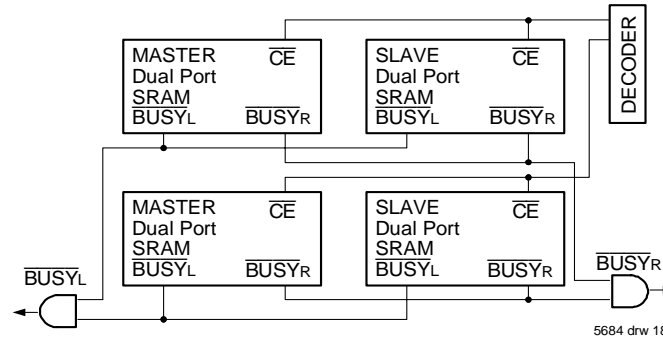 MASTER
Dual Port
SRAM
BUSYL
CE
BUSYR
SLAVE
Dual Port
SRAM
BUSYL
CE
BUSYR
DECODER
MASTER
Dual Port
SRAM
BUSYL
CE
BUSYR
SLAVE
Dual Port
SRAM
BUSYL
CE
BUSYR
BUSYL
BUSYR
5684 drw 18